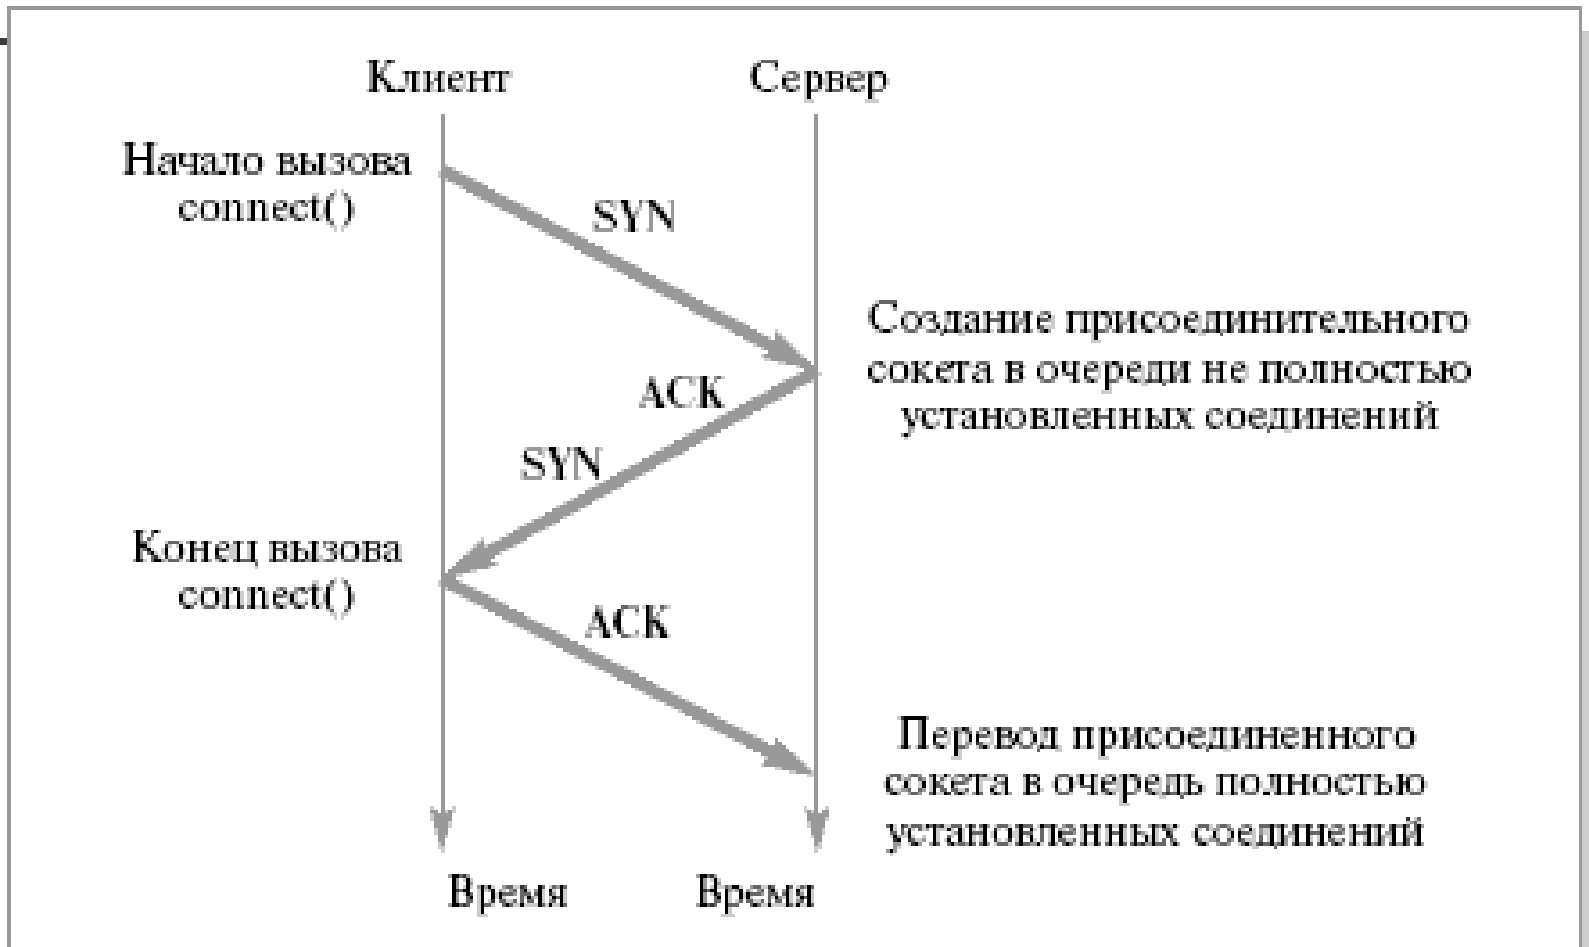 Клиент
Сервер
Начало вызова
connect()
SYN
Создание присоединительного
сокета в очереди не полностью
установленных соединений
ACK
SYN
Конец вызова
connect()
ACK
Перевод присоединенного
сокета в очередь полностью
установленных соединений
Время
Время